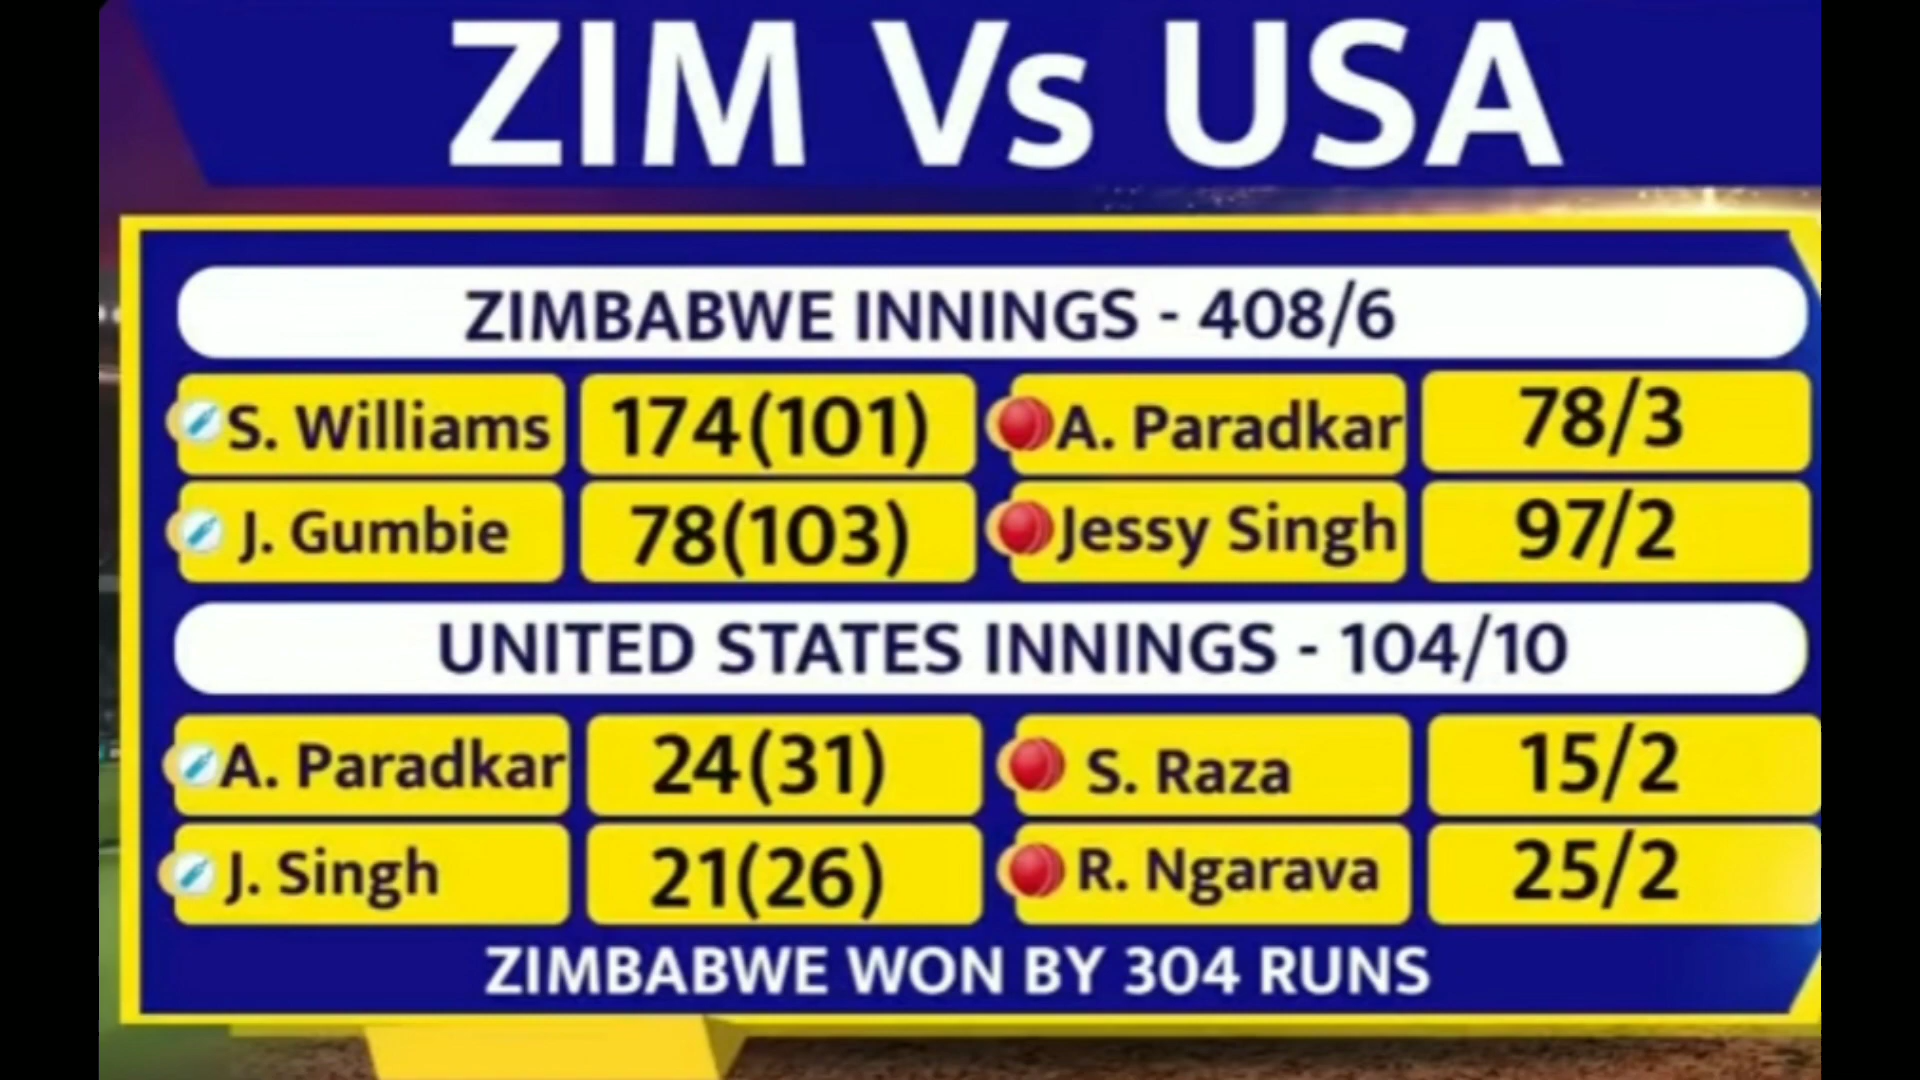 ZIM Vs USA
ZIMBABWE INNINGS - 408/6
S. Williams 174(101) A. Paradkar 78/3
J. Gumbie 78(103) Jessy Singh 97/2
UNITED STATES INNINGS - 104/10
A. Paradkar 24(31) S. Raza 15/2
J. Singh 21(26) R. Ngarava 25/2
ZIMBABWE WON BY 304 RUNS